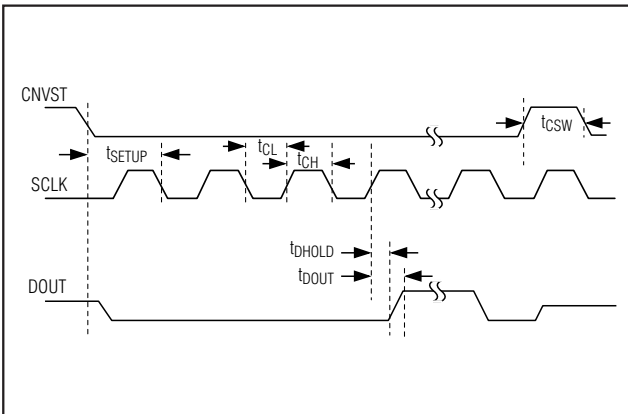 CNVST
tCSW
tSETUP
tCL
tCH
SCLK
tDHOLD
tDOUT
DOUT